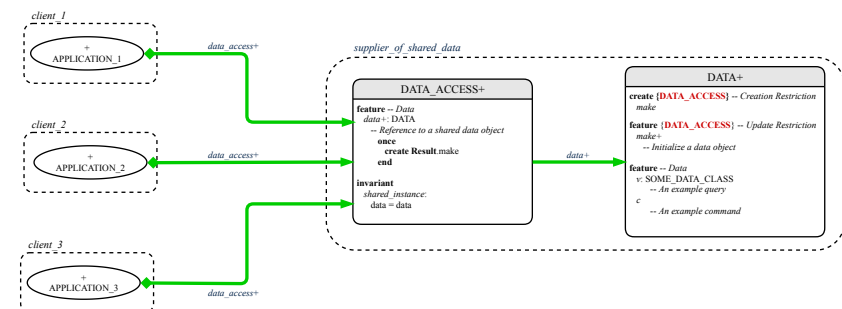 client_1
+
APPLICATION_1
data_access+
client_2
+
APPLICATION_2
data_access+
client_3
+
APPLICATION_3
data_access+
supplier_of_shared_data
DATA_ACCESS+
feature -- Data
data+: DATA
-- Reference to a shared data object
once
create Result.make
end
invariant
shared_instance:
data = data
data+
DATA+
create {DATA_ACCESS} -- Creation Restriction
make
feature {DATA_ACCESS} -- Update Restriction
make+
-- Initialize a data object
feature -- Data
v: SOME_DATA_CLASS
-- An example query
c
-- An example command